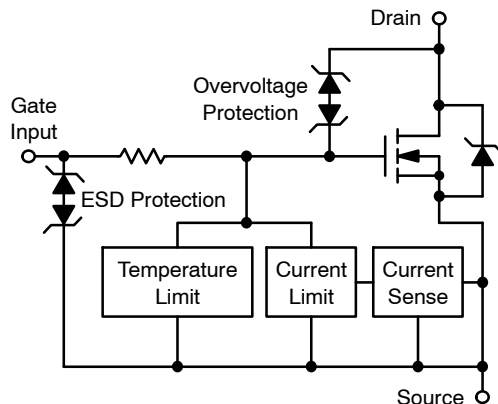 Drain
Overvoltage
Protection
Gate
Input
ESD Protection
Temperature
Limit
Current
Limit
Current
Sense
Source